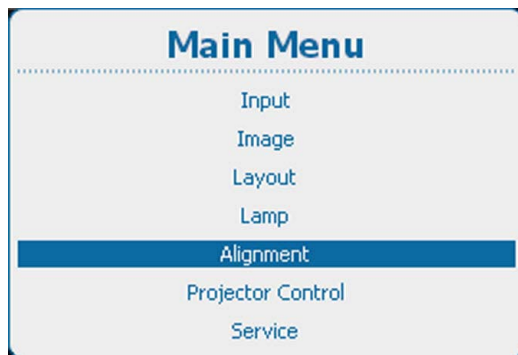 Main Menu
Input
Image
Layout
Lamp
Alignment
Projector Control
Service